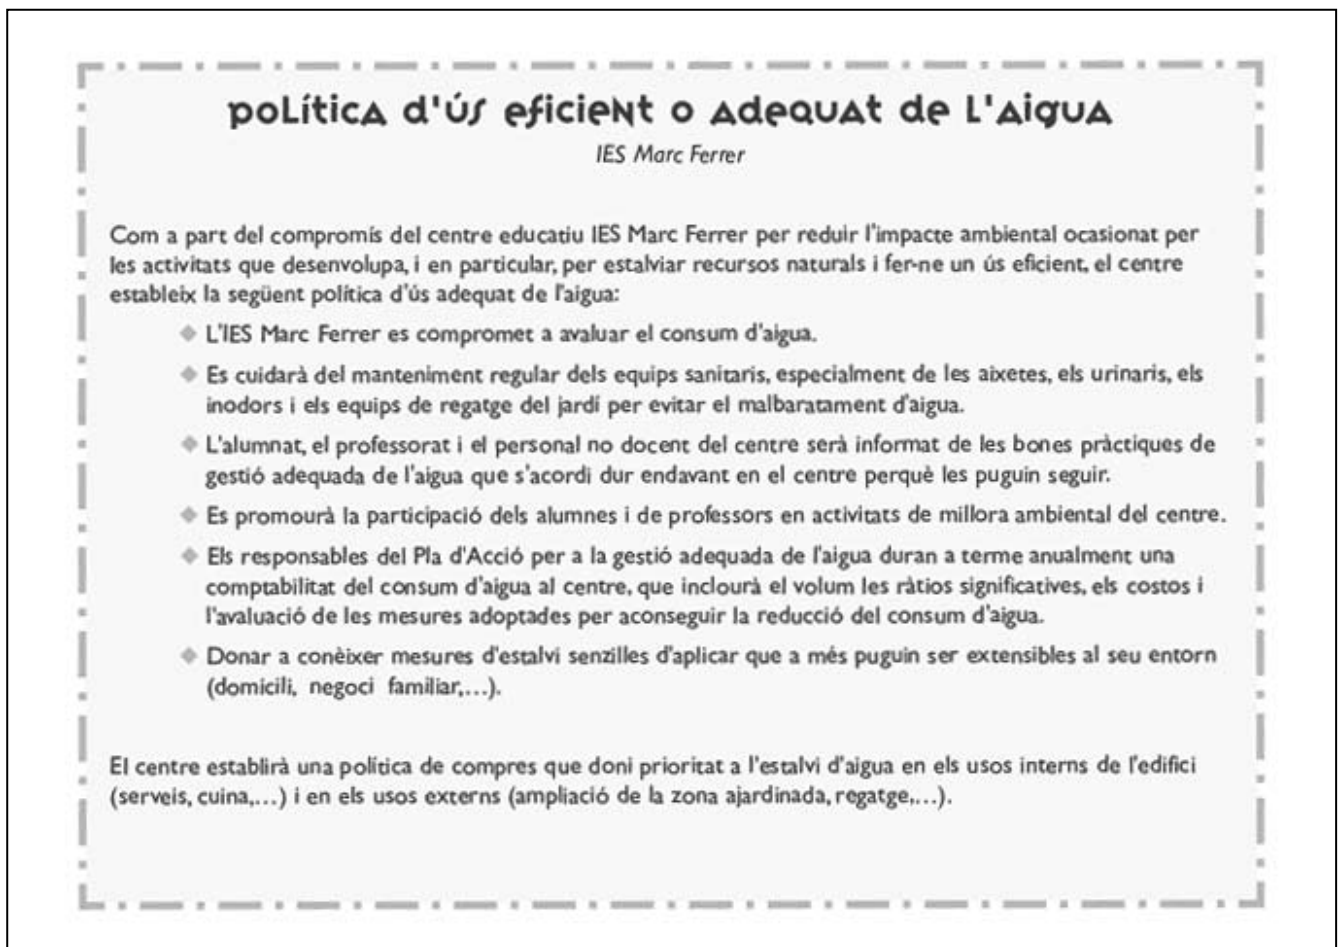 política d'ús eficient o adequat de l'aigua
IES Marc Ferrer
Com a part del compromís del centre educatiu IES Marc Ferrer per reduir l'impacte ambiental ocasionat per
les activitats que desenvolupa, i en particular, per estalviar recursos naturals i fer-ne un ús eficient, el centre
estableix la següent política d'ús adequat de l'aigua:
◆ L'IES Marc Ferrer es compromet a avaluar el consum d'aigua.
◆ Es cuidarà del manteniment regular dels equips sanitaris, especialment de les aixetes, els urinaris, els
inodors i els equips de regatge del jardí per evitar el malbaratament d'aigua.
◆ L'alumnat, el professorat i el personal no docent del centre serà informat de les bones pràctiques de
gestió adequada de l'aigua que s'acordi dur endavant en el centre perquè les puguin seguir.
◆ Es promourà la participació dels alumnes i de professors en activitats de millora ambiental del centre.
◆ Els responsables del Pla d'Acció per a la gestió adequada de l'aigua duran a terme anualment una
comptabilitat del consum d'aigua al centre, que inclourà el volum les ràtios significatives, els costos i
l'avaluació de les mesures adoptades per aconseguir la reducció del consum d'aigua.
◆ Donar a conèixer mesures d'estalvi senzilles d'aplicar que a més puguin ser extensibles al seu entorn
(domicili, negoci familiar,...).
El centre establirà una política de compres que doni prioritat a l'estalvi d'aigua en els usos interns de l'edifici
(serveis, cuina,...) i en els usos externs (ampliació de la zona ajardinada, regatge,...).